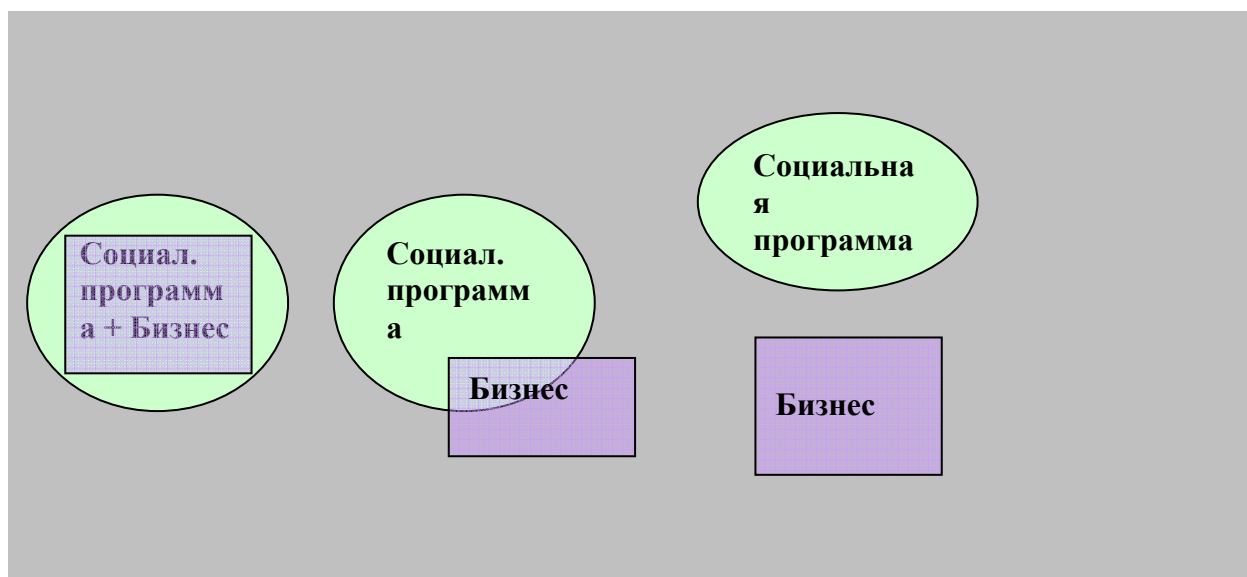 Социал.
программ
а + Бизнес
Социал.
программ
а
Бизнес
Социальна
я
программа
Бизнес